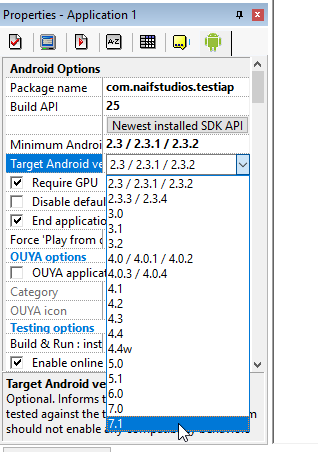 Properties - Application 1
A-Z
Android Options
Package name com.naifstudios.testiap
Build API 25
Newest installed SDK API
Minimum Androi 2.3 / 2.3.1 / 2.3.2
Target Android ve 2.3 / 2.3.1 / 2.3.2
Require GPU
Disable defaul
End applicatio
Force 'Play from c
OUYA options
OUYA applicat
Category
OUYA icon
Testing options
Build & Run : inst
Enable online
2.3 / 2.3.1 / 2.3.2
2.3.3 / 2.3.4
3.0
3.1
3.2
4.0 / 4.0.1 / 4.0.2
4.0.3 / 4.0.4
4.1
4.2
4.3
4.4
4.4w
5.0
5.1
6.0
7.0
7.1
Target Android ve
Optional. Informs t
tested against the t m
should not enable